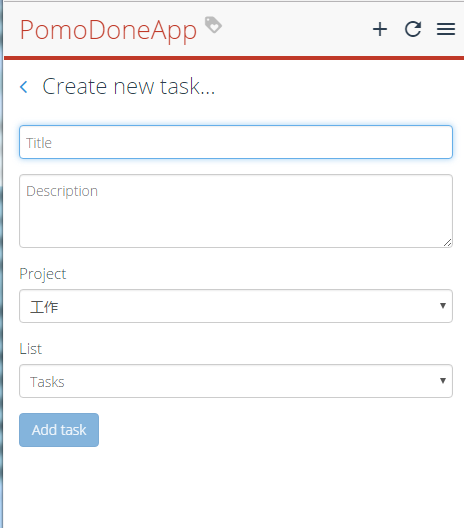 PomoDoneApp
Create new task...
Title
Description
Project
工作
List
Tasks
Add task